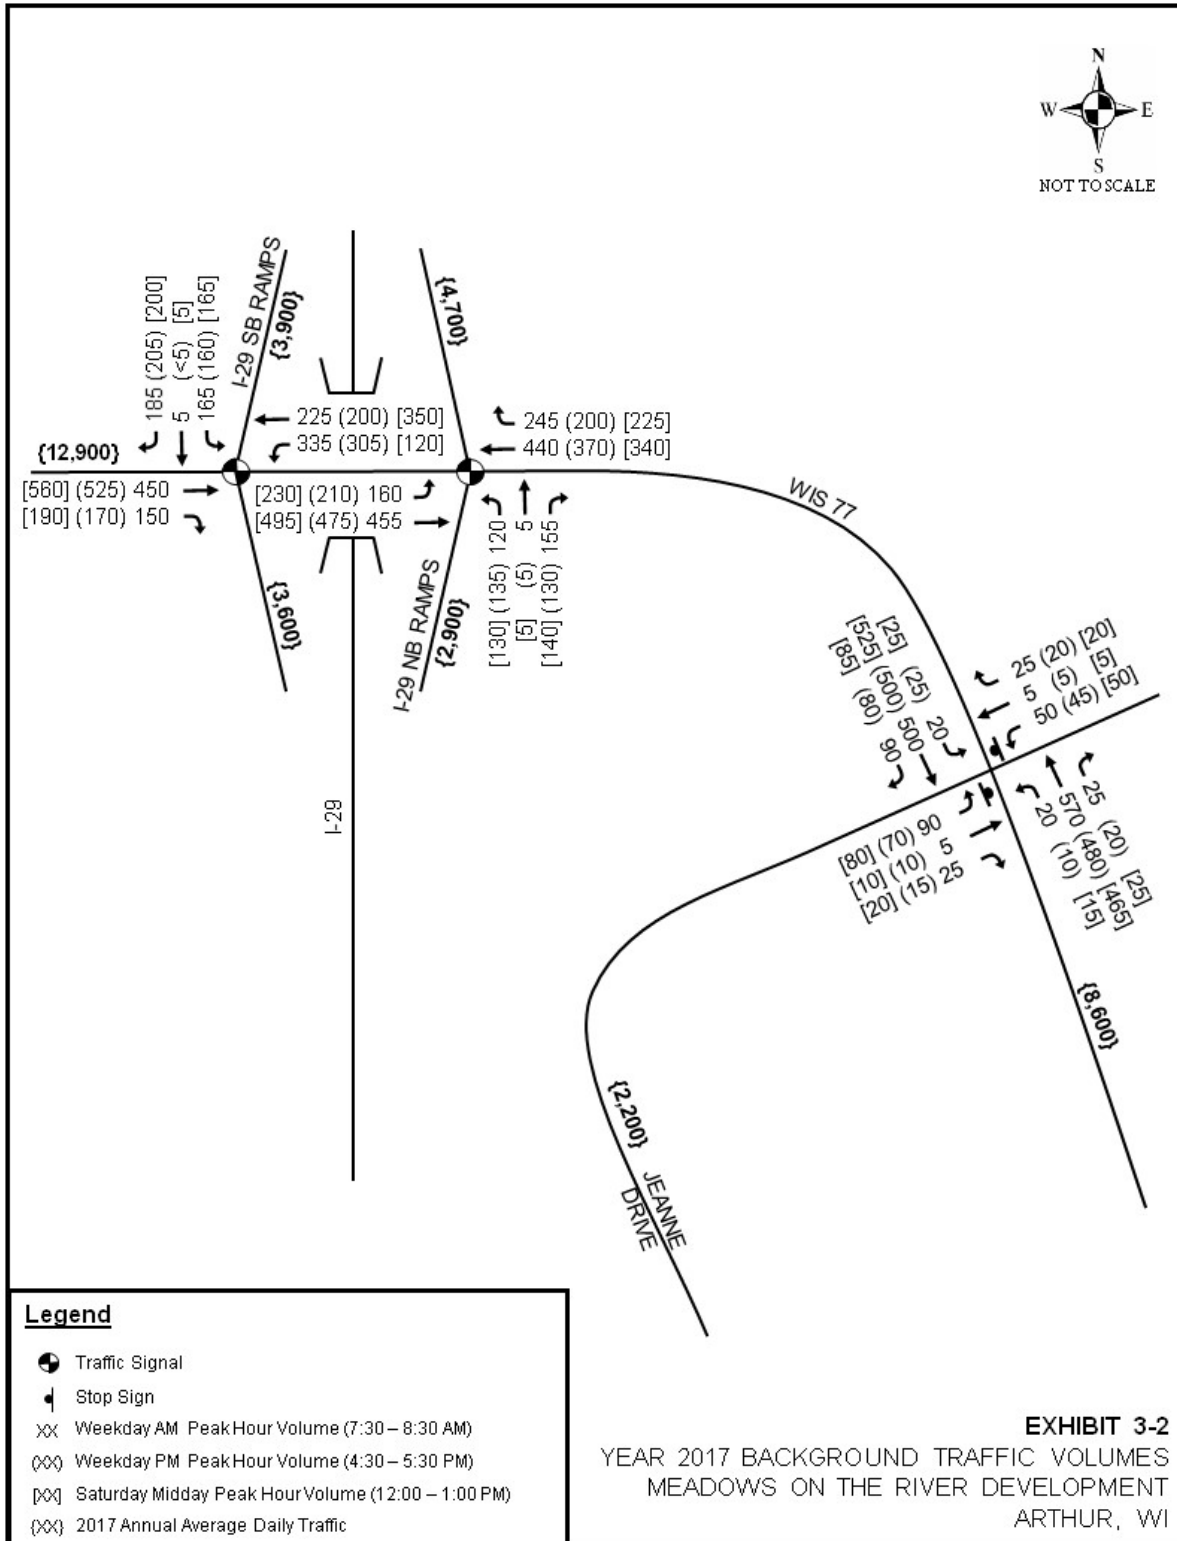 N
W E
S
NOT TO SCALE
185 (205) [200]
5 (<5) [5]
165 (160) [165]
I-29 SB RAMPS
{3,900}
{4,700}
{12,900}
225 (200) [350]
335 (305) [120]
245 (200) [225]
440 (370) [340]
[560] (525) 450
[190] (170) 150
[230] (210) 160
[495] (475) 455
WIS 77
{3,600}
I-29 NB RAMPS
{2,900}
[130] (135) 120
[5] (5) 5
[140] (130) 155
[25] (25) 20
[525] (500) 500
[85] (80) 90
25 (20) [20]
5 (5) [5]
50 (45) [50]
I-29
[80] (70) 90
[10] (10) 5
[20] (15) 25
25 (20) [25]
570 (480) [465]
20 (10) [15]
{8,600}
{2,200}
JEANNE
DRIVE
Legend
Traffic Signal
Stop Sign
XX Weekday AM Peak Hour Volume (7:30 – 8:30 AM)
(XX) Weekday PM Peak Hour Volume (4:30 – 5:30 PM)
[XX] Saturday Midday Peak Hour Volume (12:00 – 1:00 PM)
{XX} 2017 Annual Average Daily Traffic
EXHIBIT 3-2
YEAR 2017 BACKGROUND TRAFFIC VOLUMES
MEADOWS ON THE RIVER DEVELOPMENT
ARTHUR, WI